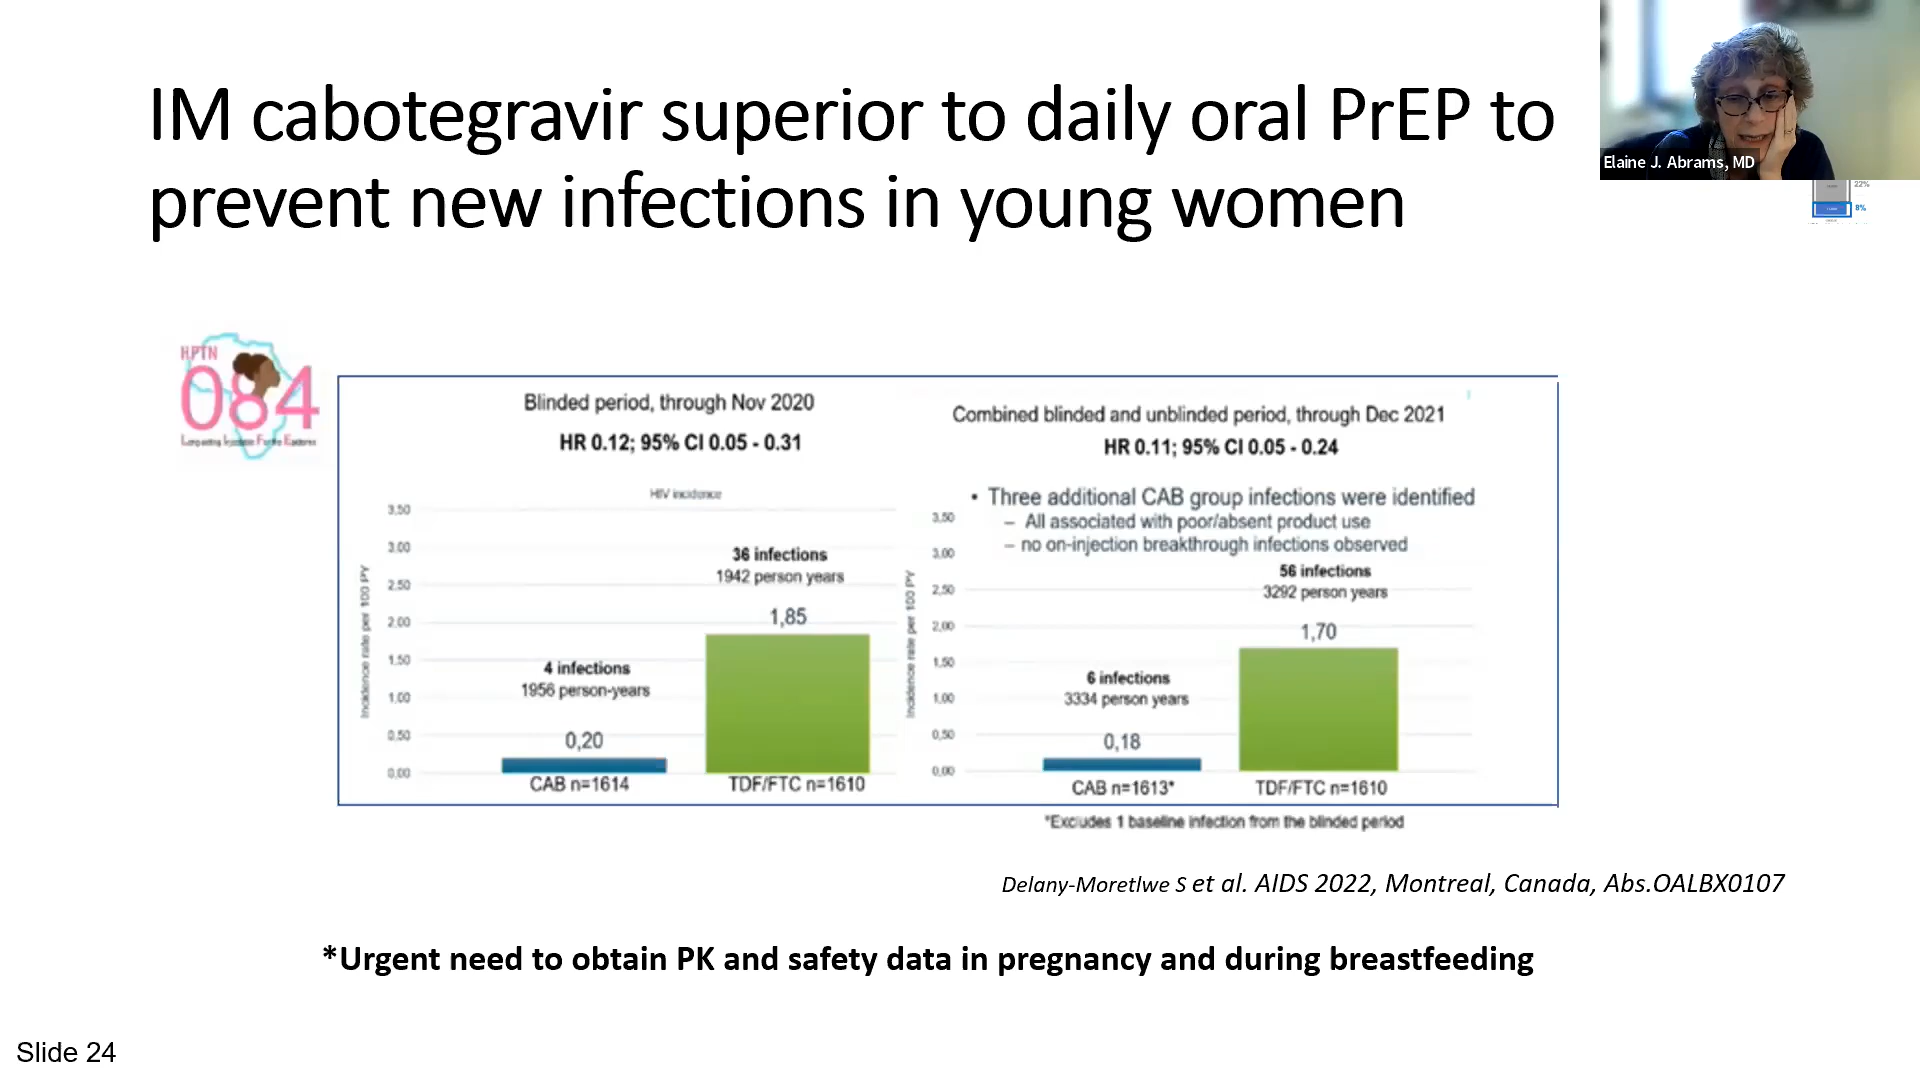 IM cabotegravir superior to daily oral PrEP to
prevent new infections in young women
Elaine J. Abrams, MD
22%
8%
HPTN
084
Blinded period, through Nov 2020
HR 0.12; 95% CI 0.05 - 0.31
HIV incidence
Incidence rate per 100 PY
3,50
3,00
2,50
2,00
1,50
1,00
0,50
0,00
36 infections
1942 person years
1,85
4 infections
1956 person-years
0,20
CAB n=1614
TDF/FTC n=1610
Combined blinded and unblinded period, through Dec 2021
HR 0.11; 95% CI 0.05 - 0.24
• Three additional CAB group infections were identified
– All associated with poor/absent product use
– no on-injection breakthrough infections observed
Incidence rate per 100 PY
3,50
3,00
2,50
2,00
1,50
1,00
0,50
0,00
56 infections
3292 person years
1,70
6 infections
3334 person years
0,18
CAB n=1613*
TDF/FTC n=1610
*Excludes 1 baseline infection from the blinded period
Delany-Moretlwe S et al. AIDS 2022, Montreal, Canada, Abs.OALBX0107
*Urgent need to obtain PK and safety data in pregnancy and during breastfeeding
Slide 24